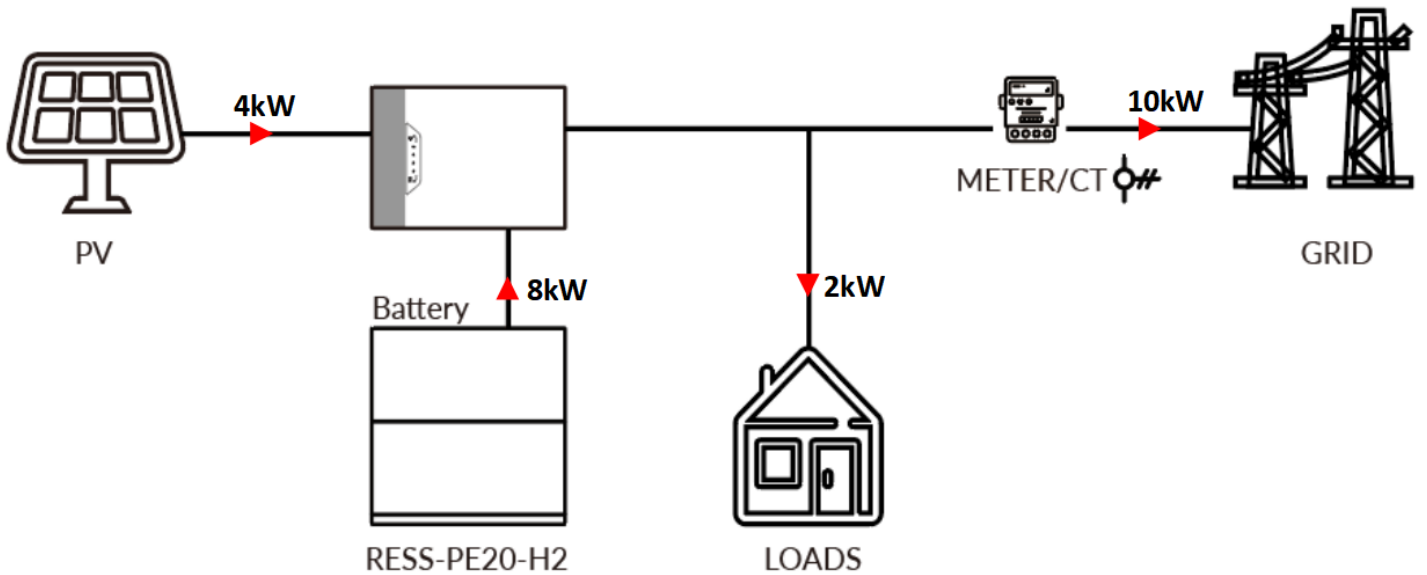 4kW
10kW
METER/CT
PV
GRID
8kW
2kW
Battery
RESS-PE20-H2
LOADS